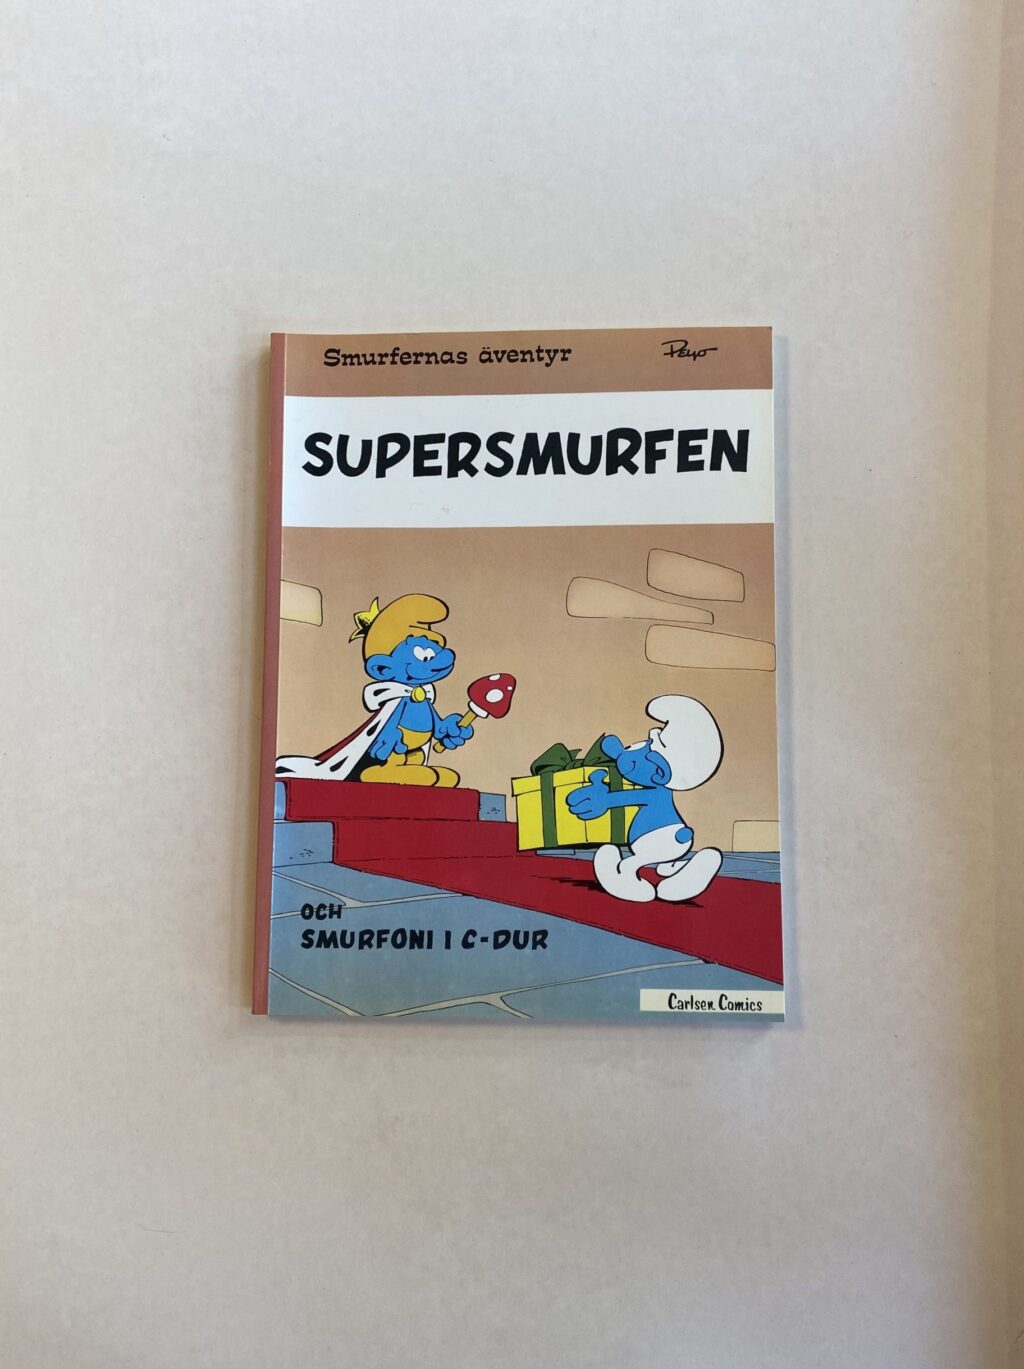 Smurfernas äventyr
Peyo
SUPERSMURFEN
OCH
SMURFONI I C-DUR
Carlsen Comics